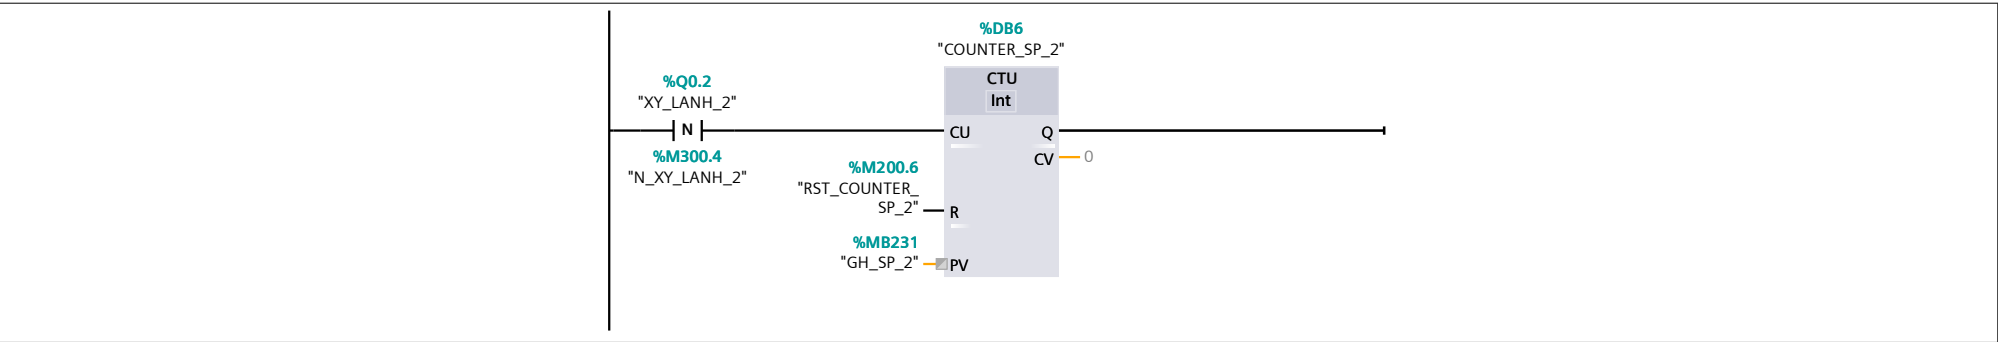 %DB6
"COUNTER_SP_2"
CTU
Int
%Q0.2
"XY_LANH_2"
N
%M300.4
"N_XY_LANH_2"
CU
Q
CV
0
%M200.6
"RST_COUNTER_
SP_2"
R
%MB231
"GH_SP_2"
PV